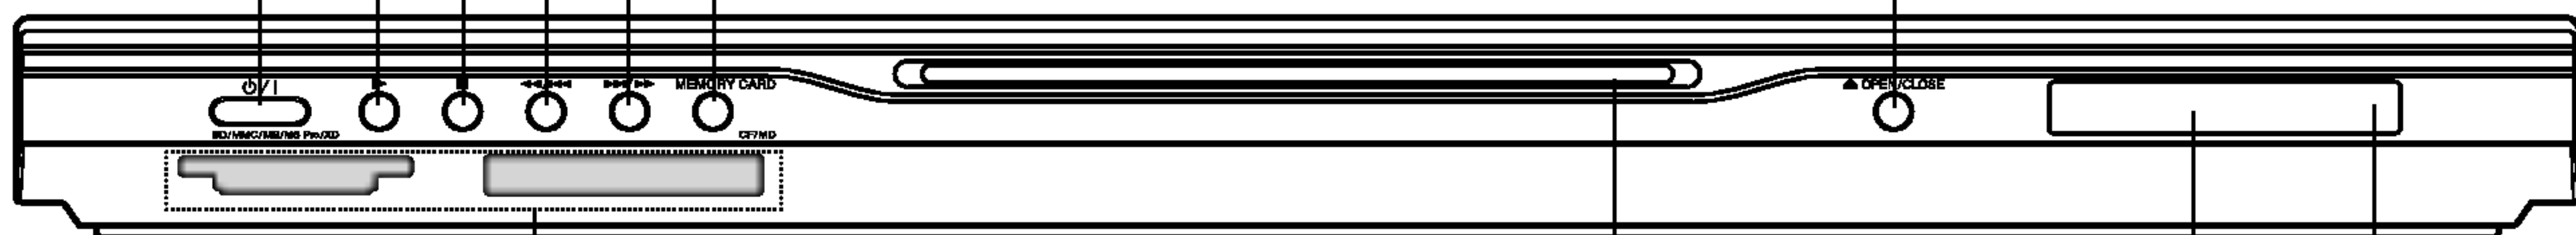 MEMORY CARD
▲ OPEN/CLOSE
SD/MMC/MS/MS Pro/XD
CF/MD